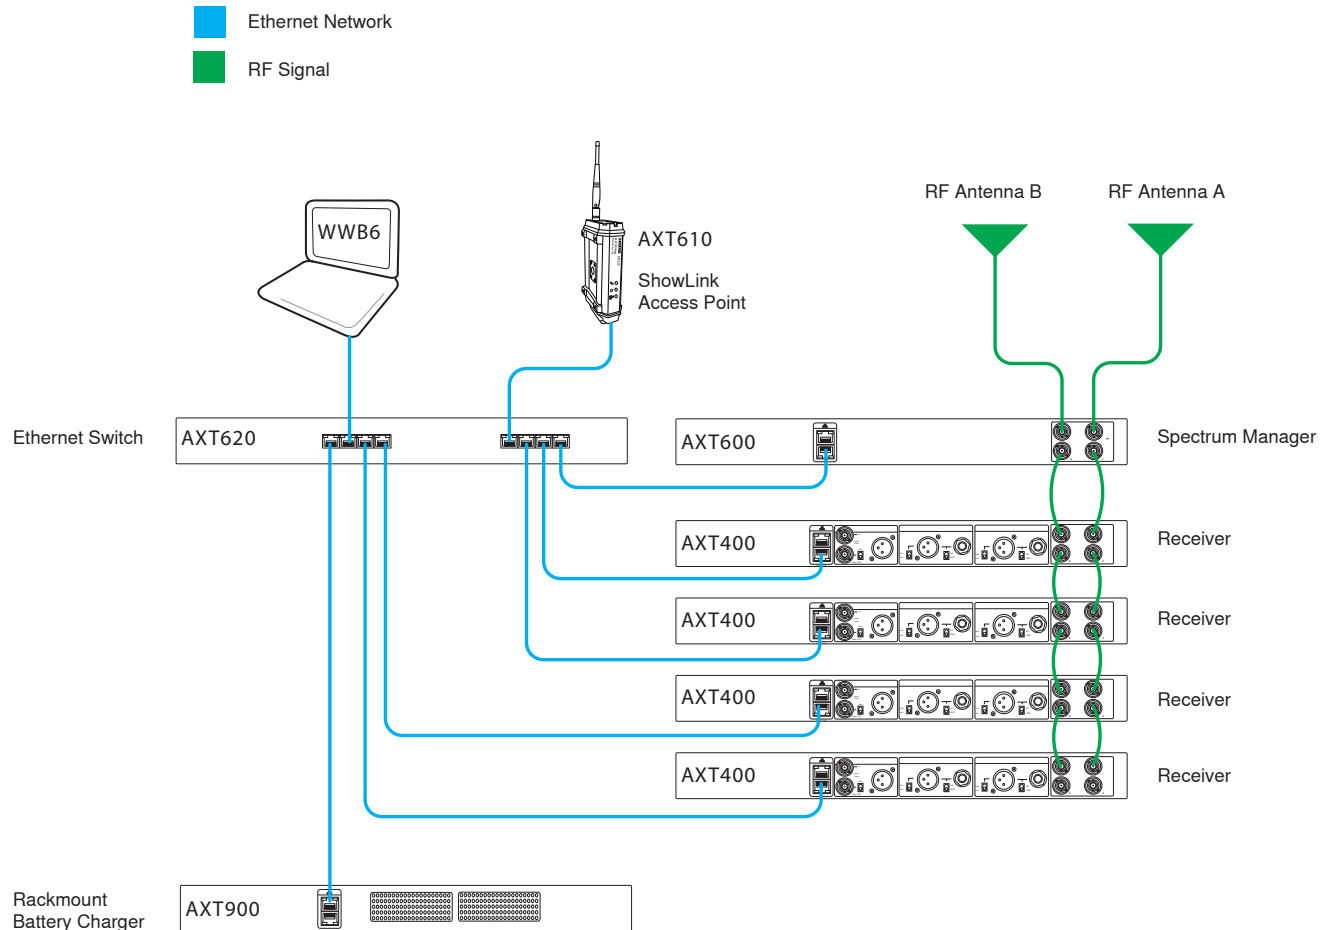 Ethernet Network
RF Signal
RF Antenna B
RF Antenna A
WWB6
AXT610
ShowLink
Access Point
Ethernet Switch
AXT620
AXT600
Spectrum Manager
AXT400
Receiver
AXT400
Receiver
AXT400
Receiver
AXT400
Receiver
Rackmount
Battery Charger
AXT900